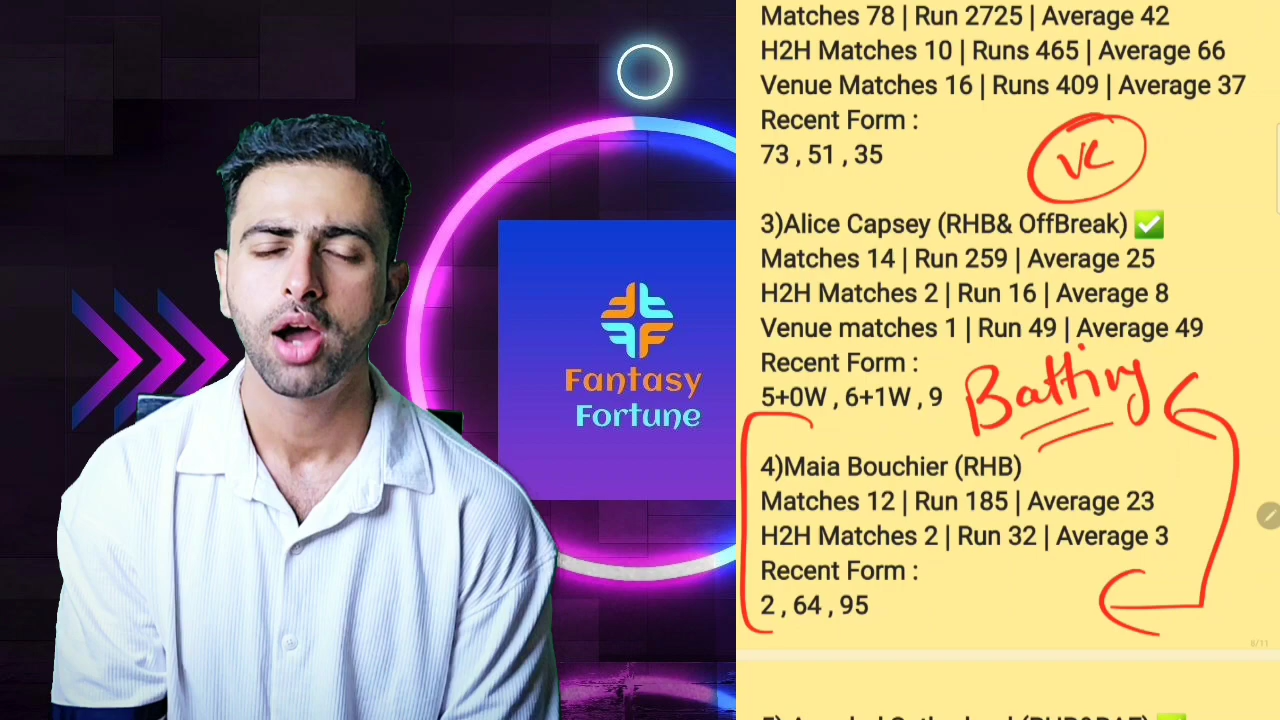 Matches 78 | Run 2725 | Average 42
H2H Matches 10 | Runs 465 | Average 66
Venue Matches 16 | Runs 409 | Average 37
Recent Form :
73 , 51 , 35
VC
3)Alice Capsey (RHB& OffBreak) ✅
Matches 14 | Run 259 | Average 25
H2H Matches 2 | Run 16 | Average 8
Venue matches 1 | Run 49 | Average 49
Recent Form :
5+0W , 6+1W , 9
Batting
4)Maia Bouchier (RHB)
Matches 12 | Run 185 | Average 23
H2H Matches 2 | Run 32 | Average 3
Recent Form :
2 , 64 , 95
8/11
Fantasy
Fortune